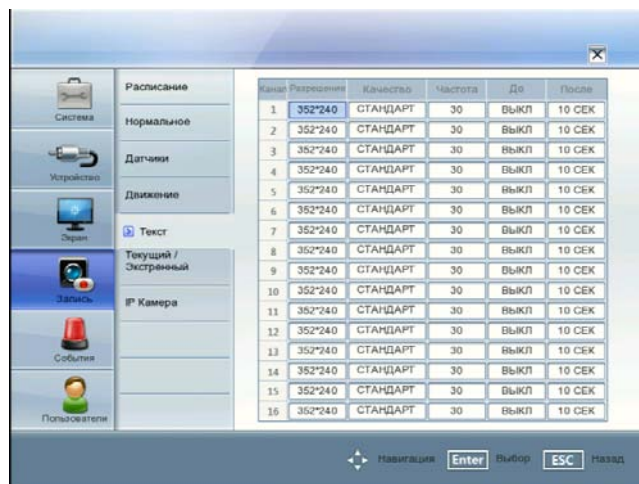 Система
Устройство
Экран
Запись
События
Пользователи
Расписание
Нормальное
Датчики
Движение
Текст
Текущий /
Экстренный
IP Камера
Канал Разрешение Качество Частота До После
1 352*240 СТАНДАРТ 30 ВЫКЛ 10 СЕК
2 352*240 СТАНДАРТ 30 ВЫКЛ 10 СЕК
3 352*240 СТАНДАРТ 30 ВЫКЛ 10 СЕК
4 352*240 СТАНДАРТ 30 ВЫКЛ 10 СЕК
5 352*240 СТАНДАРТ 30 ВЫКЛ 10 СЕК
6 352*240 СТАНДАРТ 30 ВЫКЛ 10 СЕК
7 352*240 СТАНДАРТ 30 ВЫКЛ 10 СЕК
8 352*240 СТАНДАРТ 30 ВЫКЛ 10 СЕК
9 352*240 СТАНДАРТ 30 ВЫКЛ 10 СЕК
10 352*240 СТАНДАРТ 30 ВЫКЛ 10 СЕК
11 352*240 СТАНДАРТ 30 ВЫКЛ 10 СЕК
12 352*240 СТАНДАРТ 30 ВЫКЛ 10 СЕК
13 352*240 СТАНДАРТ 30 ВЫКЛ 10 СЕК
14 352*240 СТАНДАРТ 30 ВЫКЛ 10 СЕК
15 352*240 СТАНДАРТ 30 ВЫКЛ 10 СЕК
16 352*240 СТАНДАРТ 30 ВЫКЛ 10 СЕК
Навигация Enter Выбор ESC Назад